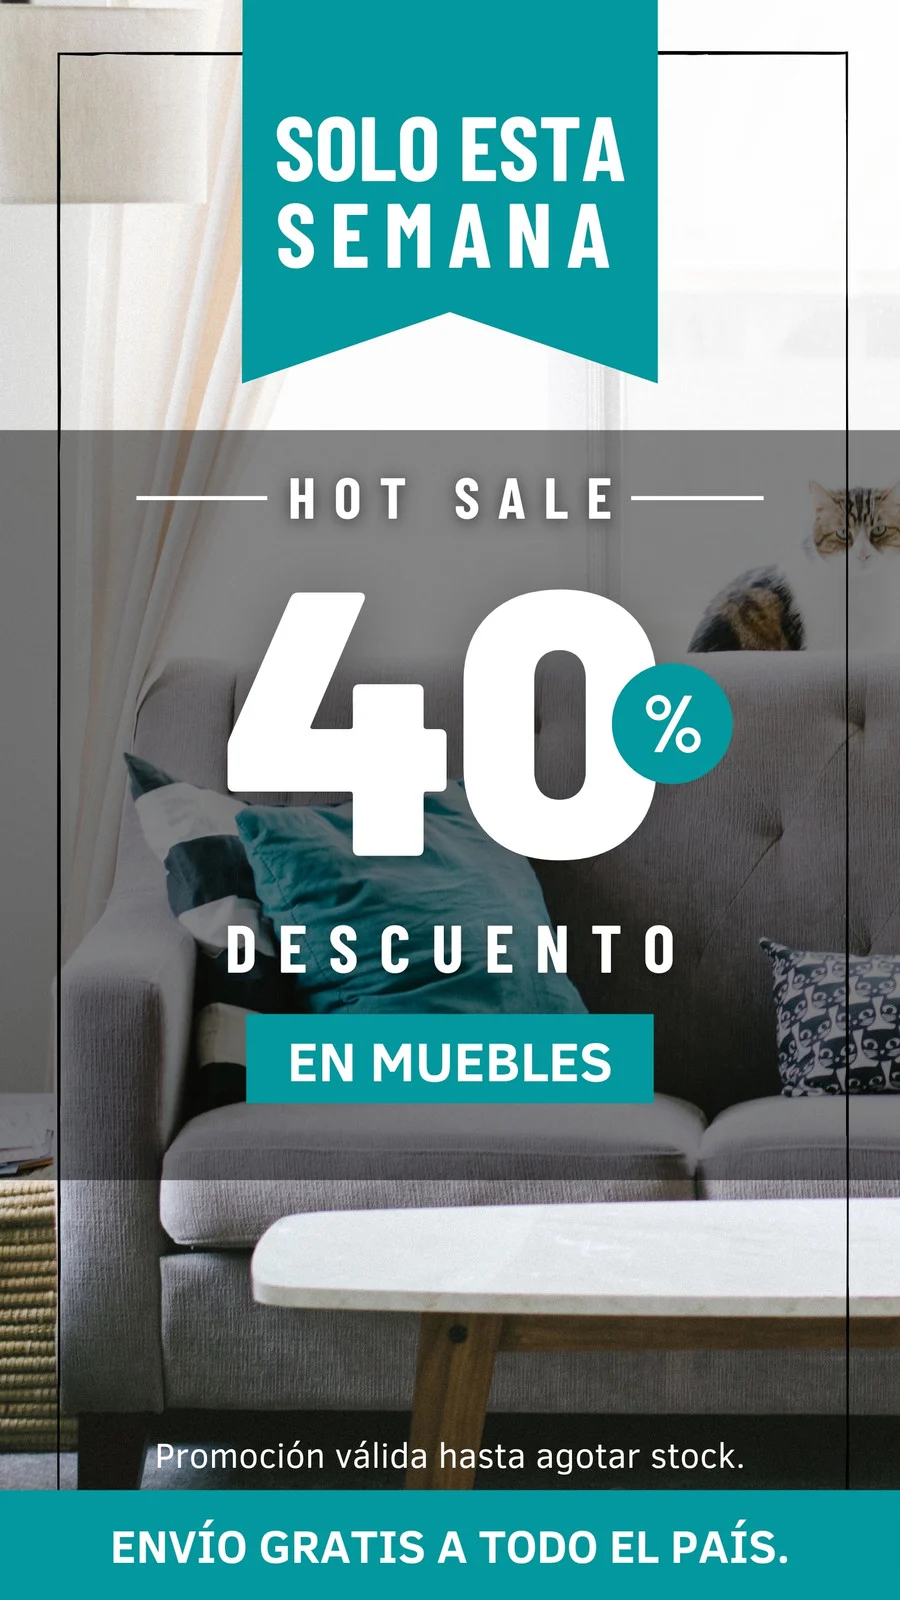 SOLO ESTA
SEMANA
HOT SALE
40%
DESCUENTO
EN MUEBLES
Promoción válida hasta agotar stock.
ENVÍO GRATIS A TODO EL PAÍS.